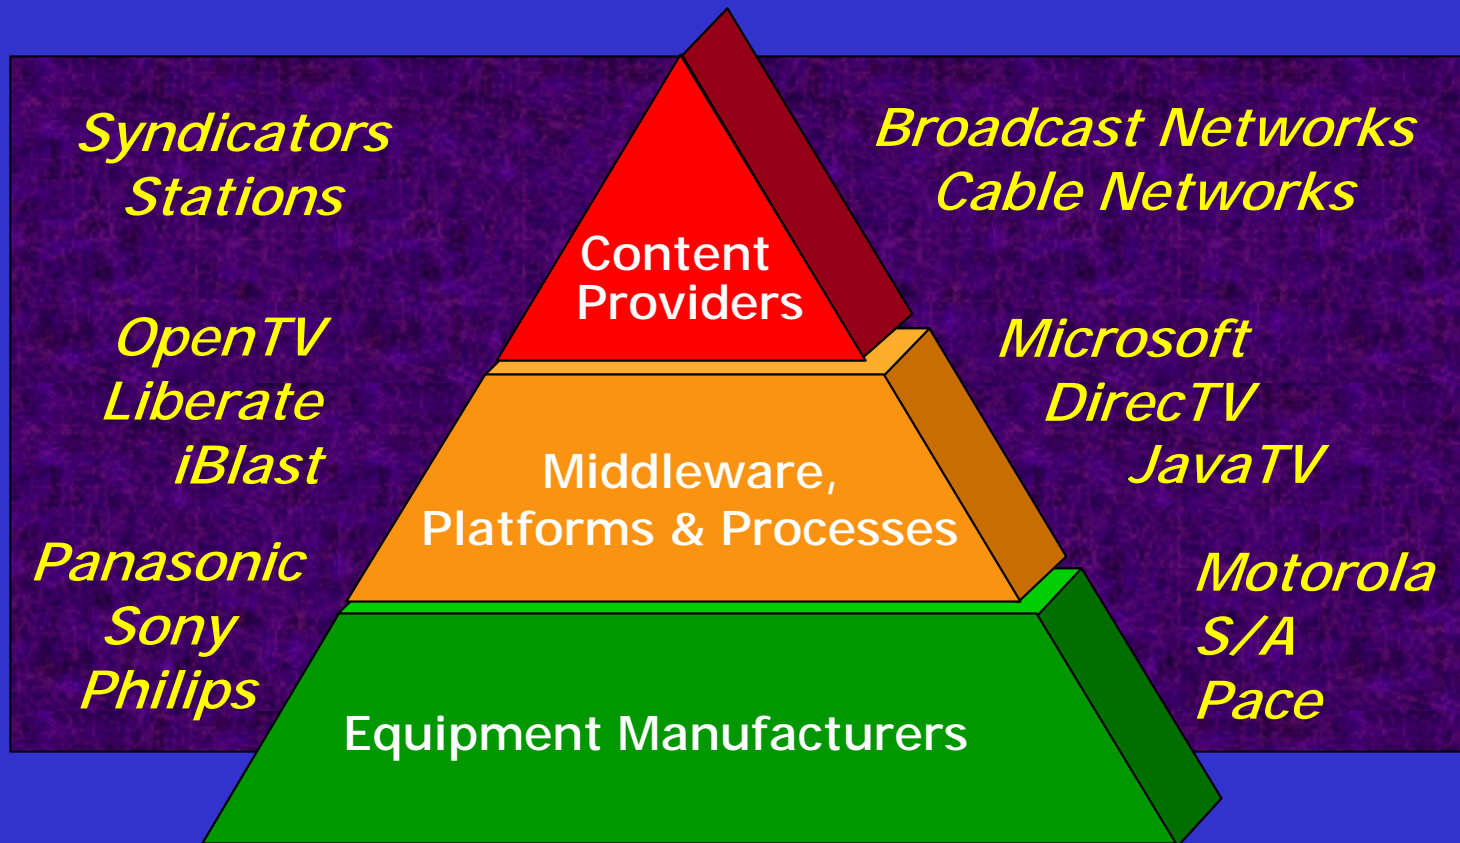 Syndicators
Stations
Broadcast Networks
Cable Networks
Content
Providers
OpenTV
Liberate
iBlast
Microsoft
DirecTV
JavaTV
Middleware,
Platforms & Processes
Panasonic
Sony
Philips
Motorola
S/A
Pace
Equipment Manufacturers